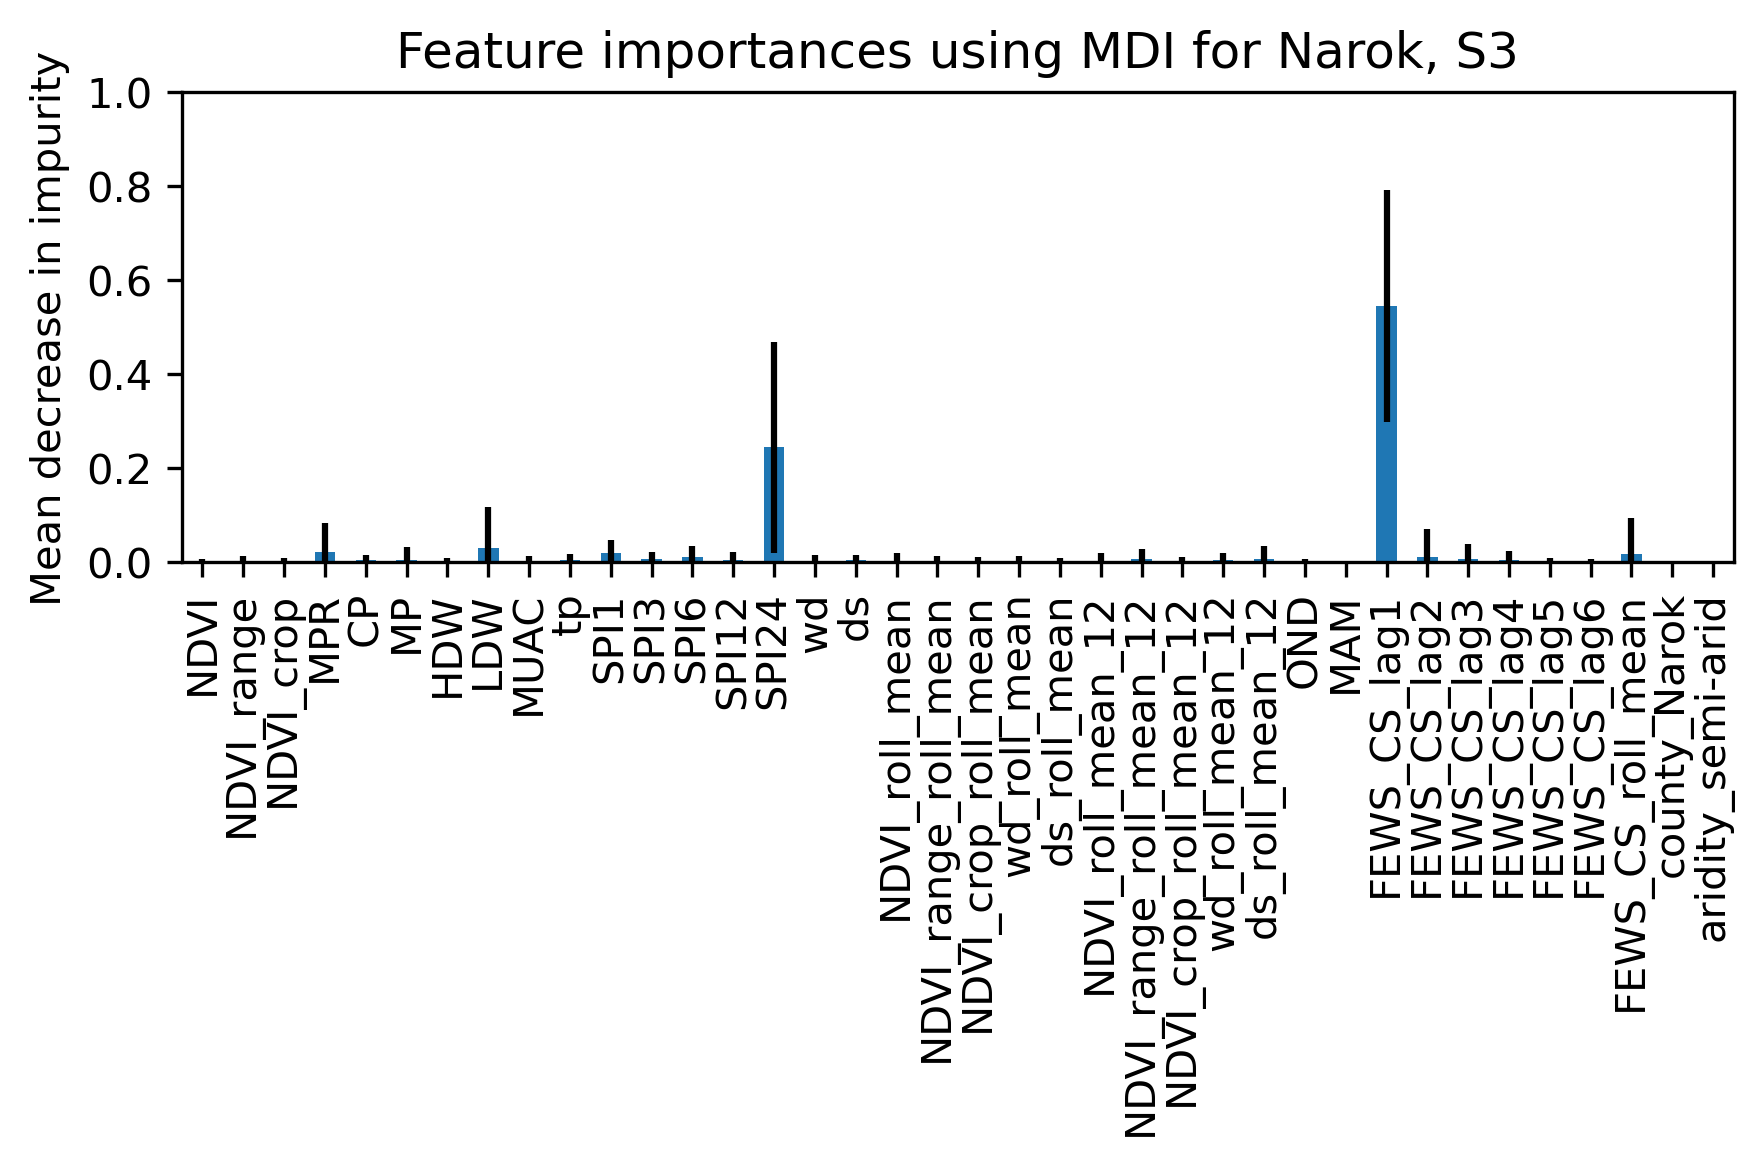 Feature importances using MDI for Narok, S3
Mean decrease in impurity
1.0
0.8
0.6
0.4
0.2
0.0
NDVI
NDVI_range
NDVI_crop
MPR
CP
MP
HDW
LDW
MUAC
tp
SPI1
SPI3
SPI6
SPI12
SPI24
wd
ds
NDVI_roll_mean
NDVI_range_roll_mean
NDVI_crop_roll_mean
wd_roll_mean
ds_roll_mean
NDVI_roll_mean_12
NDVI_range_roll_mean_12
NDVI_crop_roll_mean_12
wd_roll_mean_12
ds_roll_mean_12
OND
MAM
FEWS_CS_lag1
FEWS_CS_lag2
FEWS_CS_lag3
FEWS_CS_lag4
FEWS_CS_lag5
FEWS_CS_lag6
FEWS_CS_roll_mean
county_Narok
aridity_semi-arid